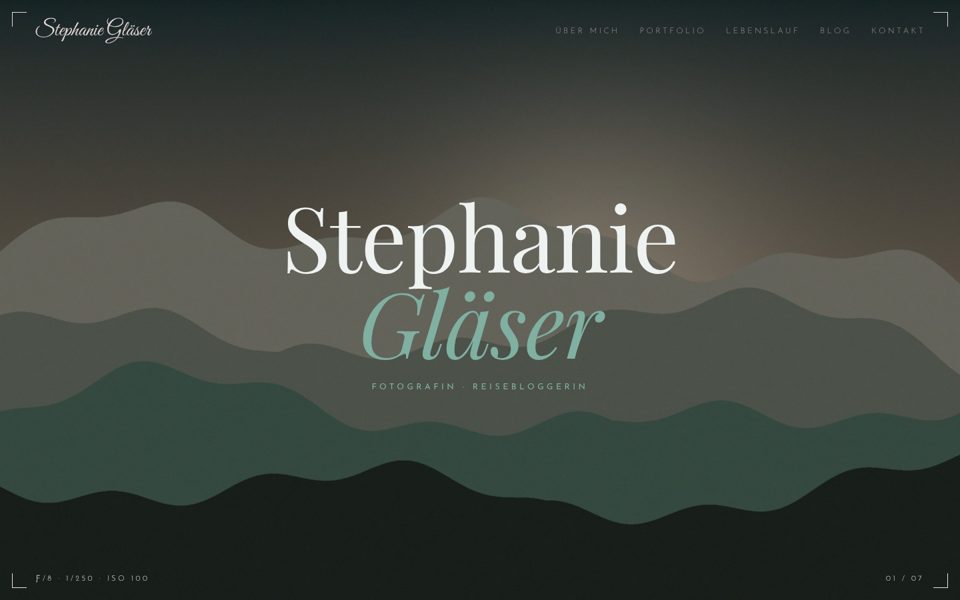 Stephanie Gläser
ÜBER MICH PORTFOLIO LEBENSLAUF BLOG KONTAKT
Stephanie
Gläser
FOTOGRAFIN · REISEBLOGGERIN
Ƒ/8 · 1/250 · ISO 100
01 / 07